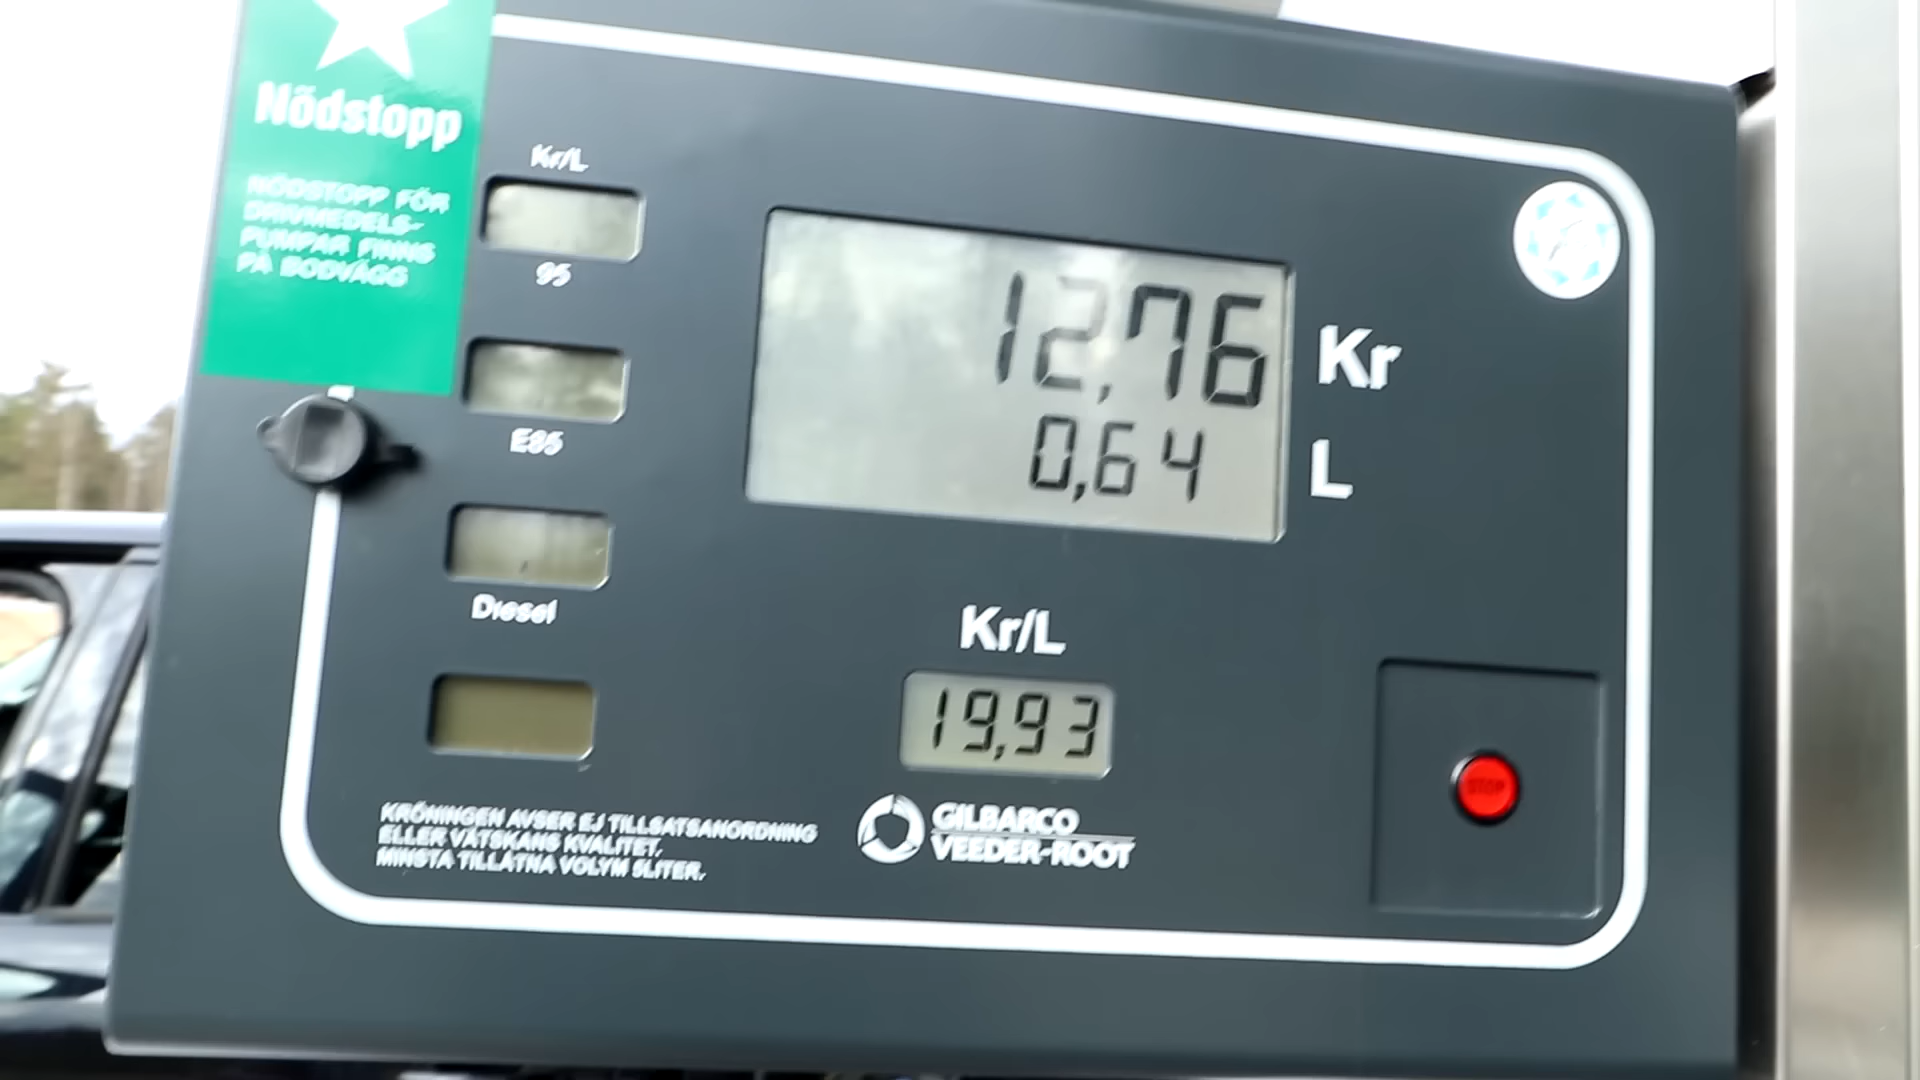 Nödstopp
NÖDSTOPP FÖR
DRIVMEDELS-
PUMPAR FINNS
PÅ BODVÄGG
Kr/L
95
E85
Diesel
12,76 Kr
0,64 L
Kr/L
19,93
STOP
KRÖNINGEN AVSER EJ TILLSATSANORDNING
ELLER VÄTSKANS KVALITET.
MINSTA TILLÅTNA VOLYM 5LITER.
GILBARCO
VEEDER-ROOT